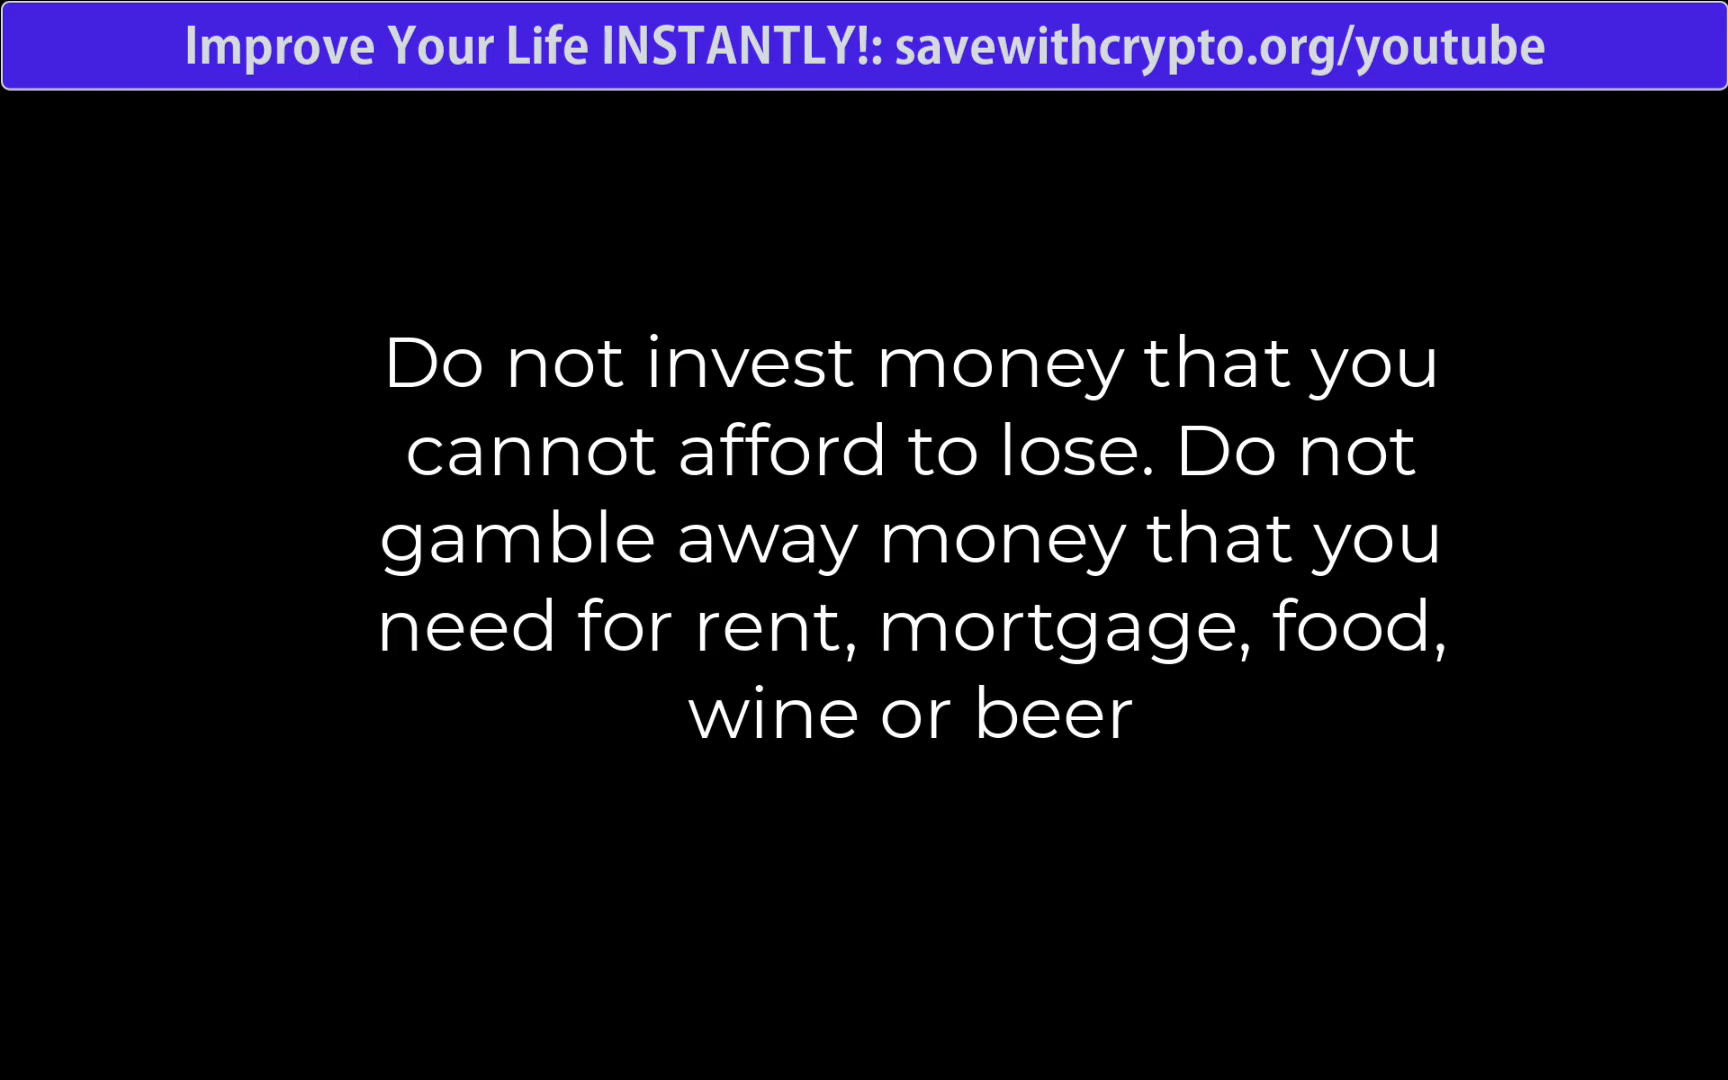 Improve Your Life INSTANTLY!: savewithcrypto.org/youtube
Do not invest money that you
cannot afford to lose. Do not
gamble away money that you
need for rent, mortgage, food,
wine or beer